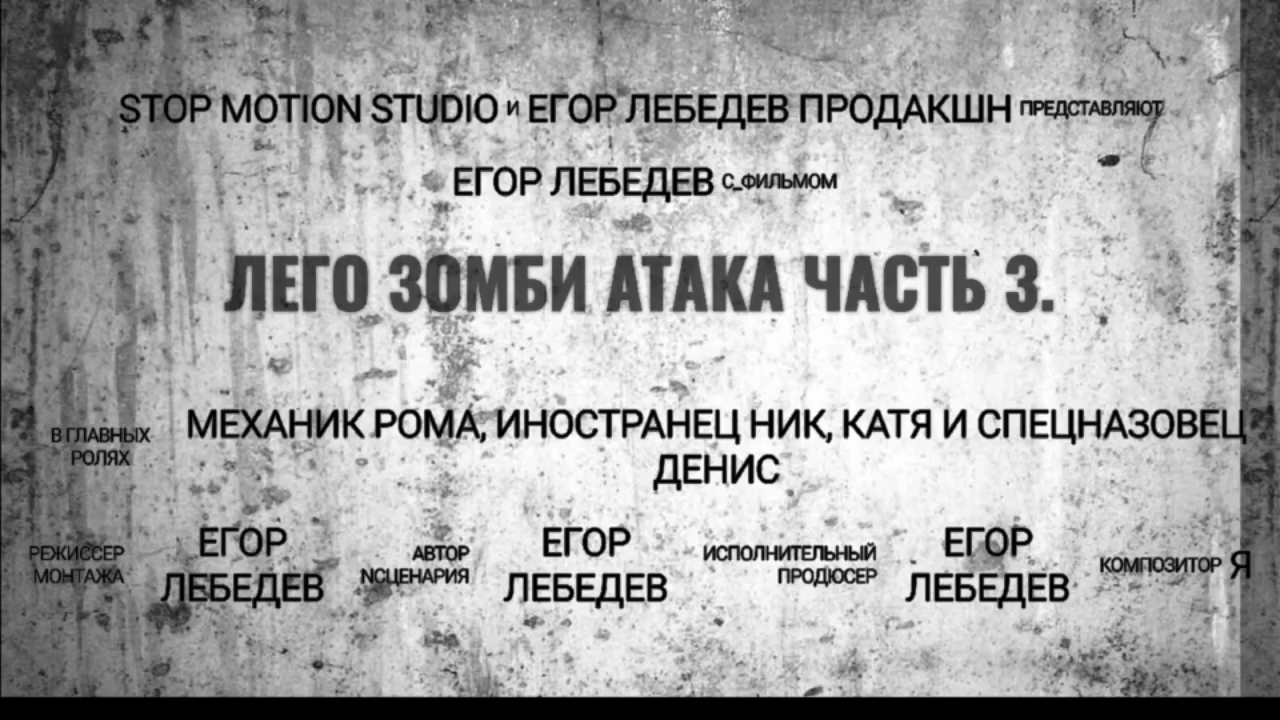 STOP MOTION STUDIO И ЕГОР ЛЕБЕДЕВ ПРОДАКШН ПРЕДСТАВЛЯЮТ
ЕГОР ЛЕБЕДЕВ С_ФИЛЬМОМ
ЛЕГО ЗОМБИ АТАКА ЧАСТЬ 3.
В ГЛАВНЫХ
РОЛЯХ
МЕХАНИК РОМА, ИНОСТРАНЕЦ НИК, КАТЯ И СПЕЦНАЗОВЕЦ
ДЕНИС
РЕЖИССЕР
МОНТАЖА
ЕГОР
ЛЕБЕДЕВ
АВТОР
NСЦЕНАРИЯ
ЕГОР
ЛЕБЕДЕВ
ИСПОЛНИТЕЛЬНЫЙ
ПРОДЮСЕР
ЕГОР
ЛЕБЕДЕВ
КОМПОЗИТОР Я